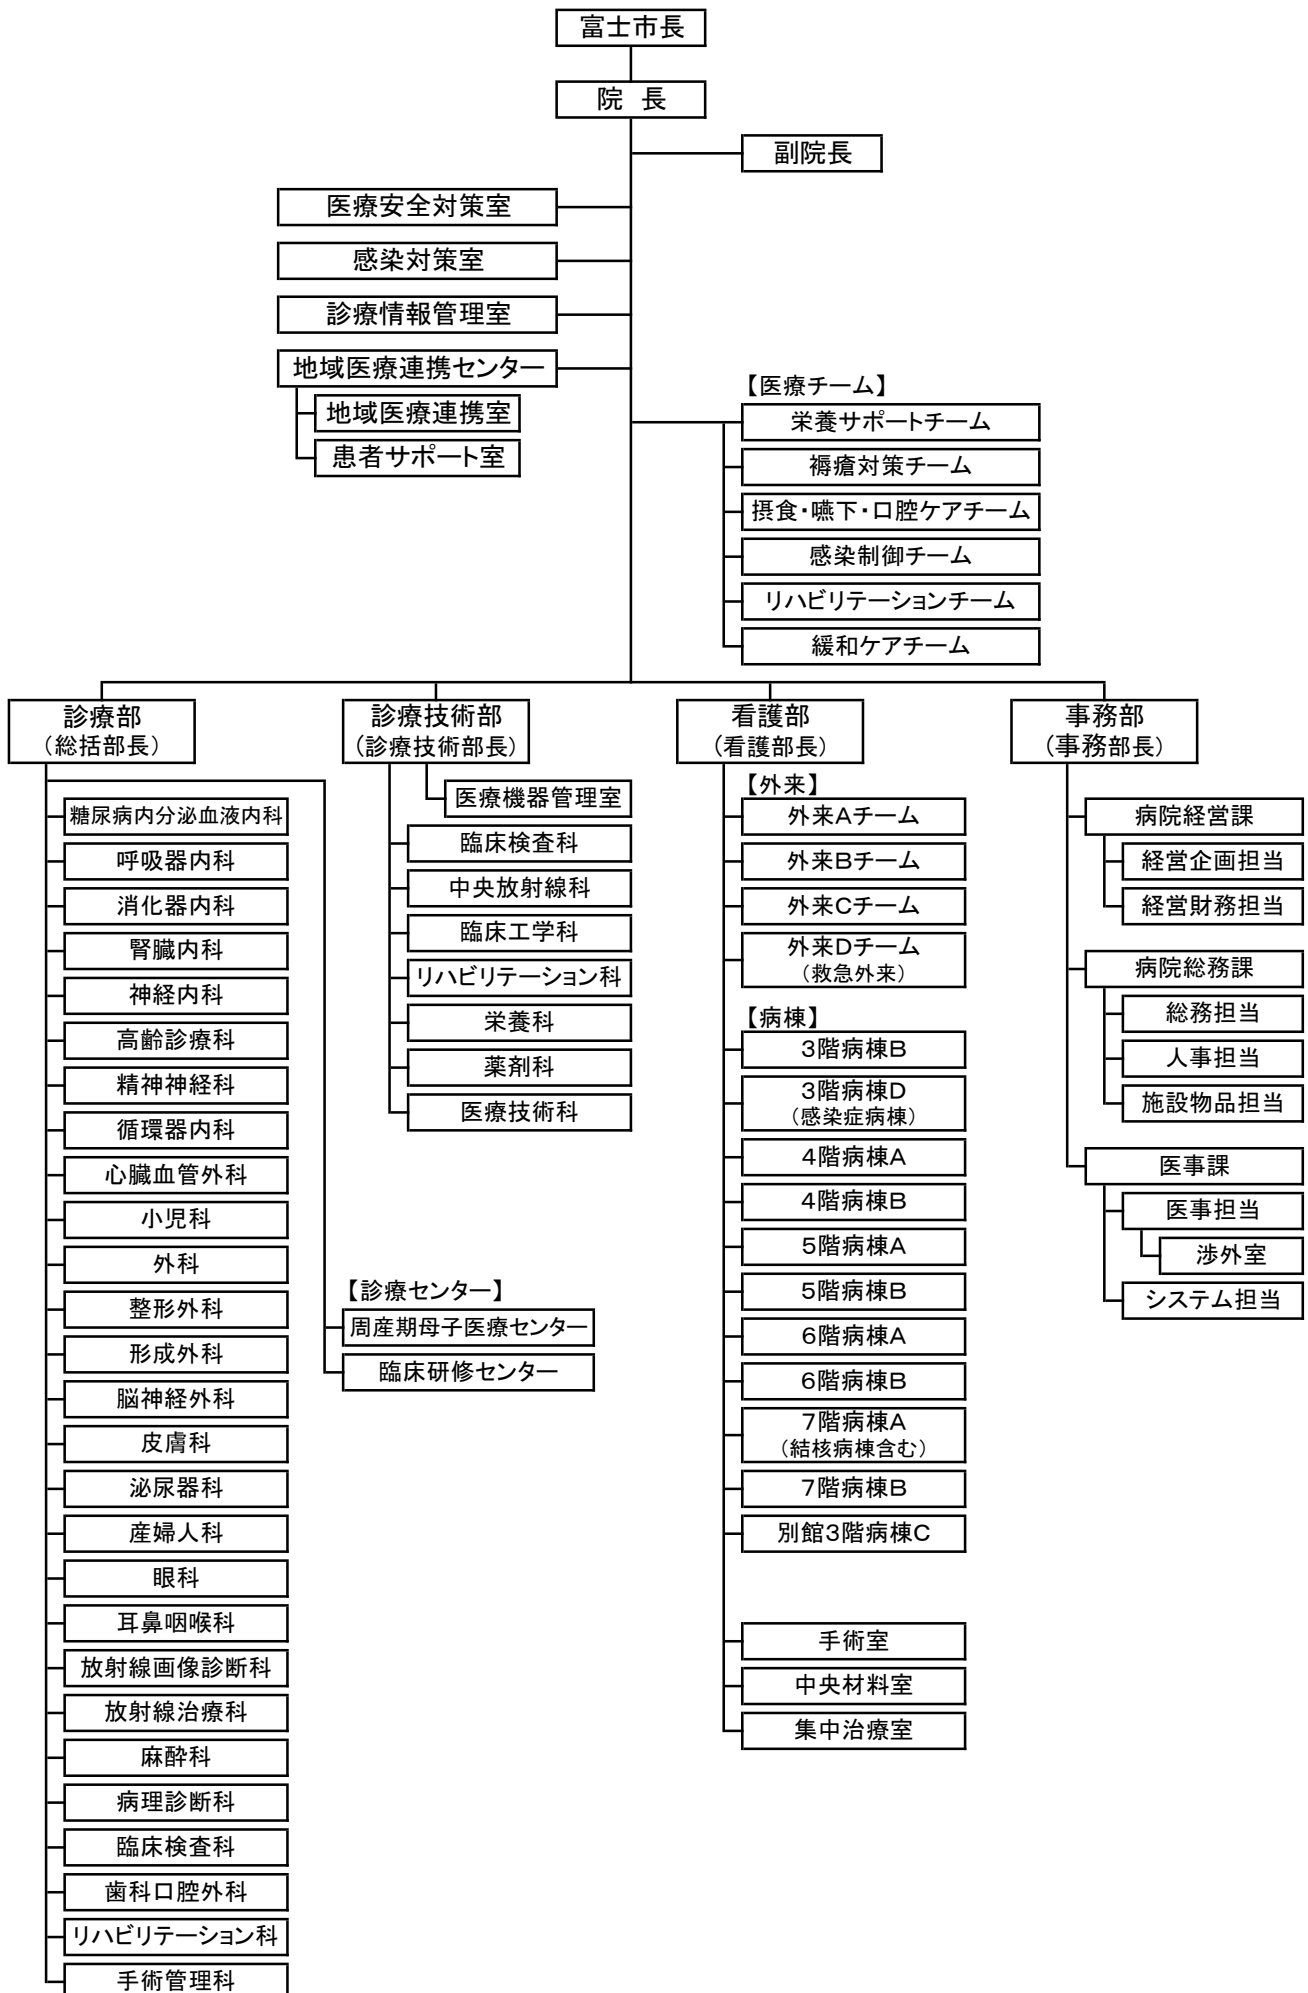 富士市長
院　長
副院長
医療安全対策室
感染対策室
診療情報管理室
地域医療連携センター
地域医療連携室
患者サポート室
【医療チーム】
栄養サポートチーム
褥瘡対策チーム
摂食・嚥下・口腔ケアチーム
感染制御チーム
リハビリテーションチーム
緩和ケアチーム
診療部
（総括部長）
糖尿病内分泌血液内科
呼吸器内科
消化器内科
腎臓内科
神経内科
高齢診療科
精神神経科
循環器内科
心臓血管外科
小児科
外科
整形外科
形成外科
脳神経外科
皮膚科
泌尿器科
産婦人科
眼科
耳鼻咽喉科
放射線画像診断科
放射線治療科
麻酔科
病理診断科
臨床検査科
歯科口腔外科
リハビリテーション科
手術管理科
【診療センター】
周産期母子医療センター
臨床研修センター
診療技術部
（診療技術部長）
医療機器管理室
臨床検査科
中央放射線科
臨床工学科
リハビリテーション科
栄養科
薬剤科
医療技術科
看護部
（看護部長）
【外来】
外来Aチーム
外来Bチーム
外来Cチーム
外来Dチーム
（救急外来）
【病棟】
3階病棟B
3階病棟D
（感染症病棟）
4階病棟A
4階病棟B
5階病棟A
5階病棟B
6階病棟A
6階病棟B
7階病棟A
（結核病棟含む）
7階病棟B
別館3階病棟C
手術室
中央材料室
集中治療室
事務部
（事務部長）
病院経営課
経営企画担当
経営財務担当
病院総務課
総務担当
人事担当
施設物品担当
医事課
医事担当
渉外室
システム担当